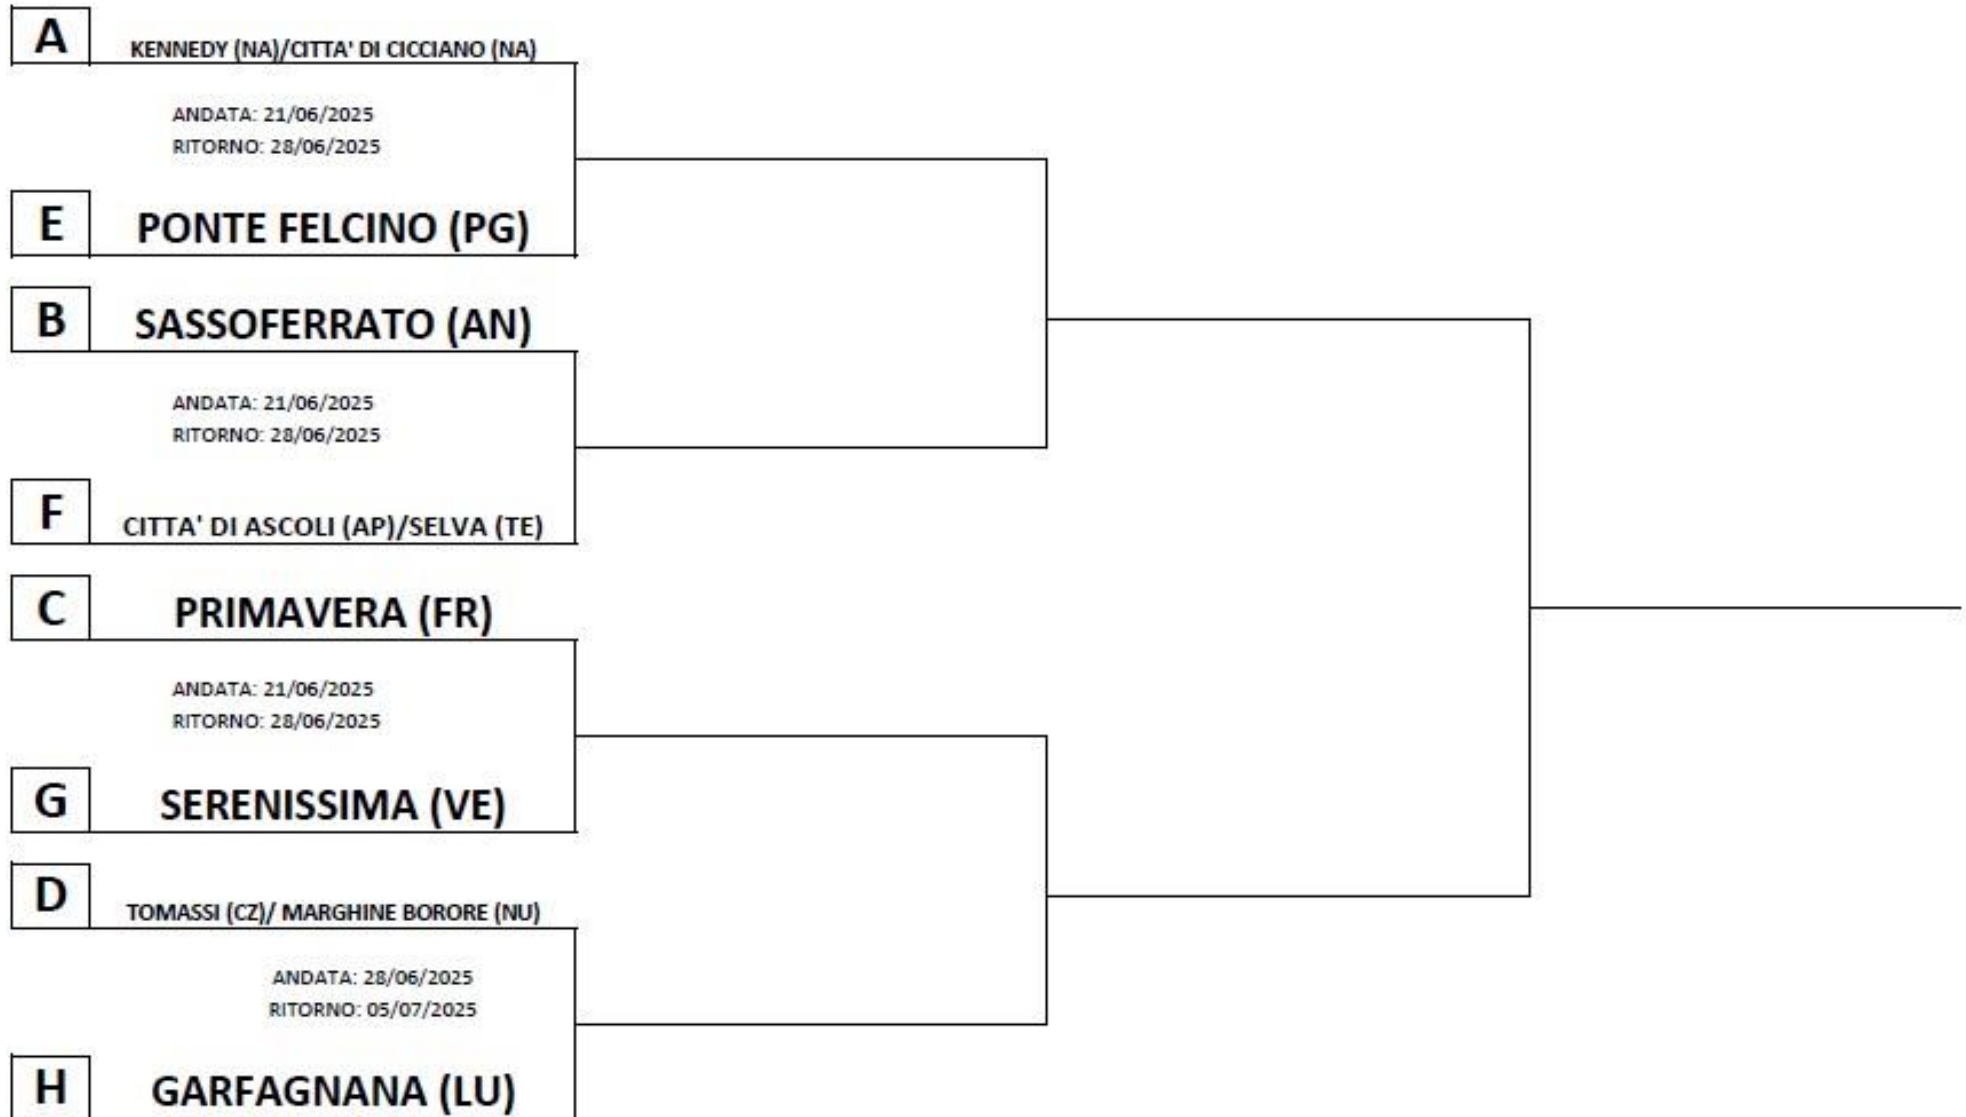 A
KENNEDY (NA)/CITTA' DI CICCIANO (NA)
ANDATA: 21/06/2025
RITORNO: 28/06/2025
E
PONTE FELCINO (PG)
B
SASSOFERRATO (AN)
ANDATA: 21/06/2025
RITORNO: 28/06/2025
F
CITTA' DI ASCOLI (AP)/SELVA (TE)
C
PRIMAVERA (FR)
ANDATA: 21/06/2025
RITORNO: 28/06/2025
G
SERENISSIMA (VE)
D
TOMASSI (CZ)/ MARGHINE BORORE (NU)
ANDATA: 28/06/2025
RITORNO: 05/07/2025
H
GARFAGNANA (LU)